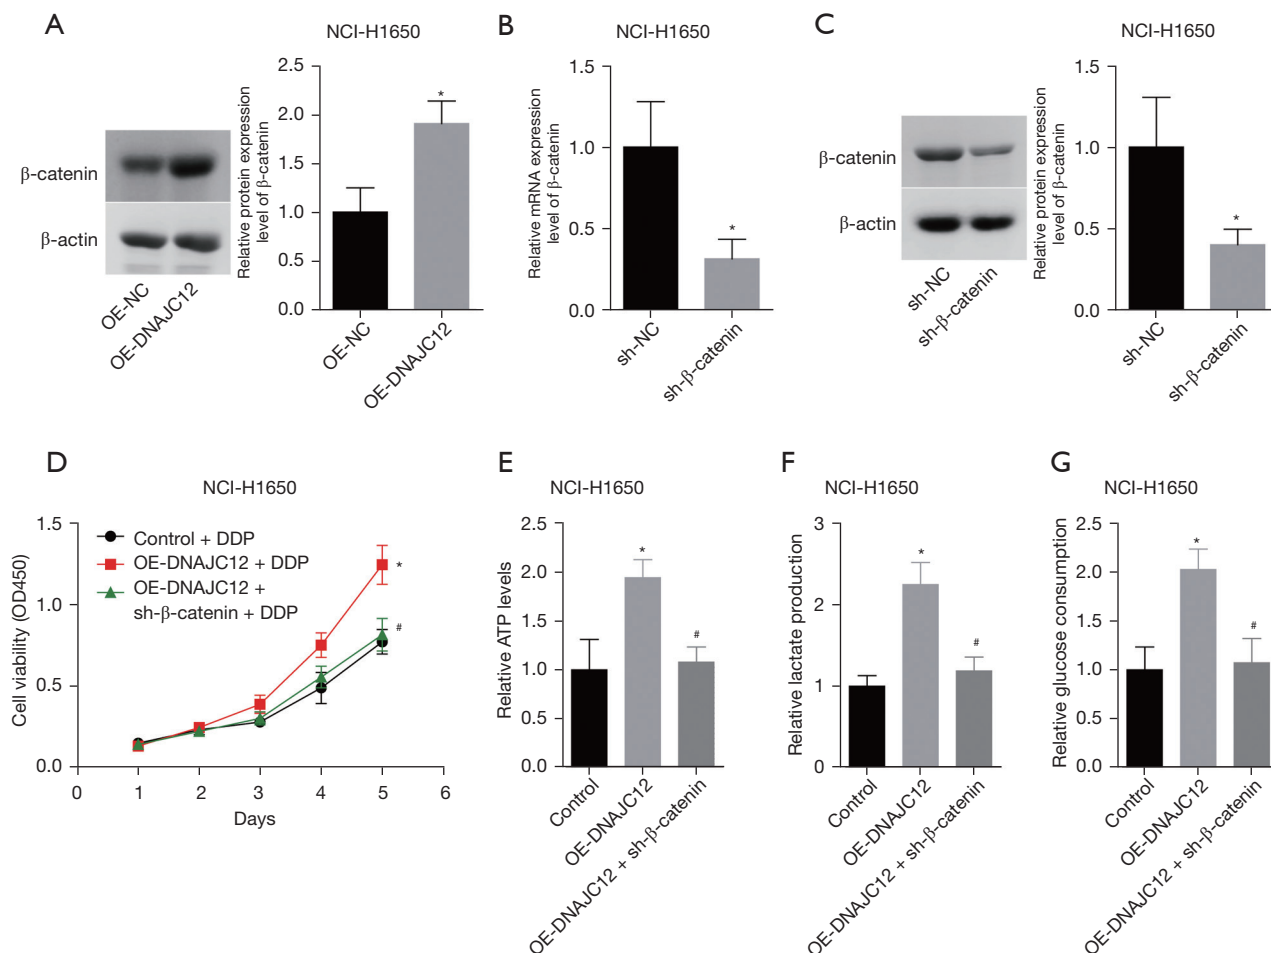 A
NCI-H1650
β-catenin
β-actin
OE-NC
OE-DNAJC12
Relative protein expression
level of β-catenin
2.5
2.0
1.5
1.0
0.5
0.0
*
OE-NC
OE-DNAJC12
B
NCI-H1650
Relative mRNA expression
level of β-catenin
1.5
1.0
0.5
0.0
*
sh-NC
sh-β-catenin
C
NCI-H1650
β-catenin
β-actin
sh-NC
sh-β-catenin
Relative protein expression
level of β-catenin
1.5
1.0
0.5
0.0
*
sh-NC
sh-β-catenin
D
NCI-H1650
Cell viability (OD450)
1.5
1.0
0.5
0.0
Control + DDP
OE-DNAJC12 + DDP
OE-DNAJC12 +
sh-β-catenin + DDP
*
#
0 1 2 3 4 5 6
Days
E
NCI-H1650
Relative ATP levels
2.5
2.0
1.5
1.0
0.5
0.0
*
#
Control
OE-DNAJC12
OE-DNAJC12 + sh-β-catenin
F
NCI-H1650
Relative lactate production
3
2
1
0
*
#
Control
OE-DNAJC12
OE-DNAJC12 + sh-β-catenin
G
NCI-H1650
Relative glucose consumption
2.5
2.0
1.5
1.0
0.5
0.0
*
#
Control
OE-DNAJC12
OE-DNAJC12 + sh-β-catenin